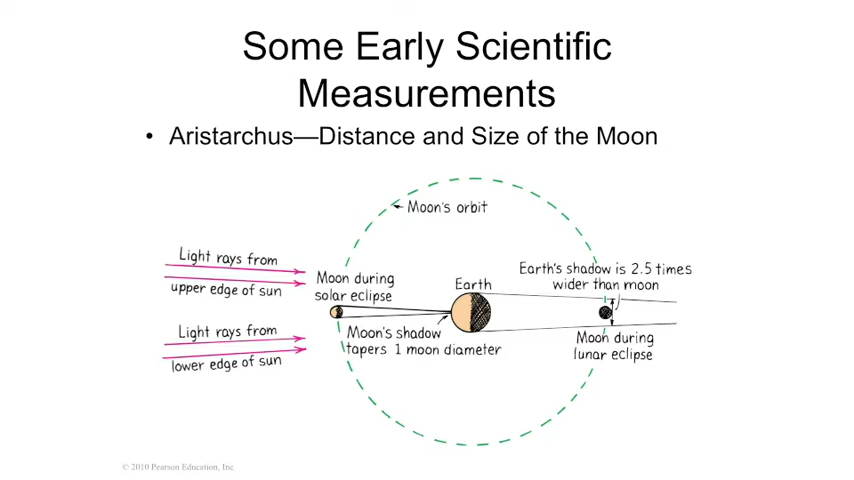 Some Early Scientific
Measurements
• Aristarchus—Distance and Size of the Moon
Moon's orbit
Light rays from
upper edge of sun
Moon during
solar eclipse
Earth
Earth's shadow is 2.5 times
wider than moon
Light rays from
lower edge of sun
Moon's shadow
tapers 1 moon diameter
Moon during
lunar eclipse
© 2010 Pearson Education, Inc.